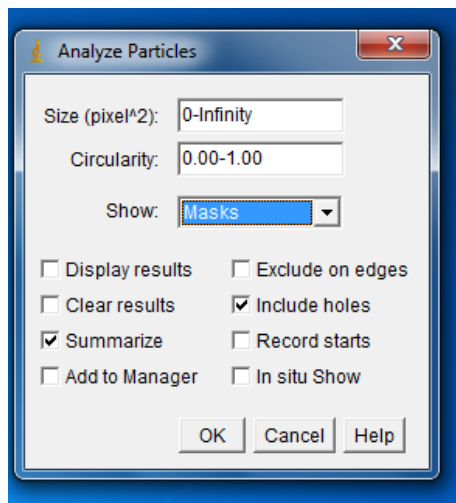 Analyze Particles
Size (pixel^2): 0-Infinity
Circularity: 0.00-1.00
Show: Masks
Display results Exclude on edges
Clear results Include holes
Summarize Record starts
Add to Manager In situ Show
OK Cancel Help